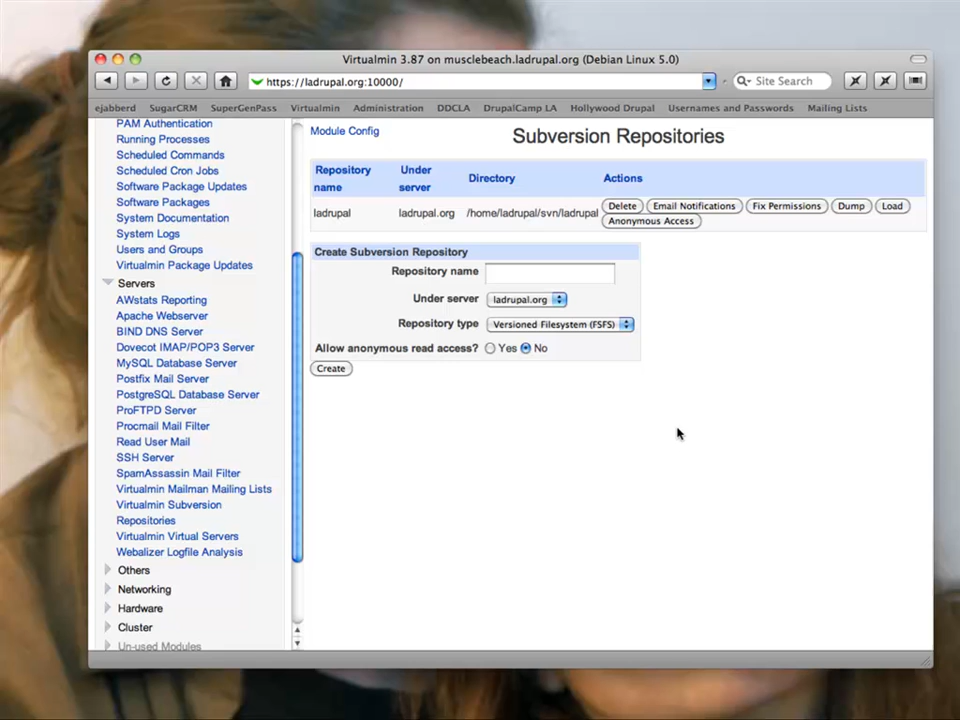 Virtualmin 3.87 on musclebeach.ladrupal.org (Debian Linux 5.0)
https://ladrupal.org:10000/
Site Search
ejabberd SugarCRM SuperGenPass Virtualmin Administration DDCLA DrupalCamp LA Hollywood Drupal Usernames and Passwords Mailing Lists
PAM Authentication
Running Processes
Scheduled Commands
Scheduled Cron Jobs
Software Package Updates
Software Packages
System Documentation
System Logs
Users and Groups
Virtualmin Package Updates
Servers
AWstats Reporting
Apache Webserver
BIND DNS Server
Dovecot IMAP/POP3 Server
MySQL Database Server
Postfix Mail Server
PostgreSQL Database Server
ProFTPD Server
Procmail Mail Filter
Read User Mail
SSH Server
SpamAssassin Mail Filter
Virtualmin Mailman Mailing Lists
Virtualmin Subversion
Repositories
Virtualmin Virtual Servers
Webalizer Logfile Analysis
Others
Networking
Hardware
Cluster
Un-used Modules
Module Config
Subversion Repositories
Repository name Under server Directory Actions
ladrupal ladrupal.org /home/ladrupal/svn/ladrupal Delete Email Notifications Fix Permissions Dump Load
Anonymous Access
Create Subversion Repository
Repository name
Under server ladrupal.org
Repository type Versioned Filesystem (FSFS)
Allow anonymous read access? Yes No
Create